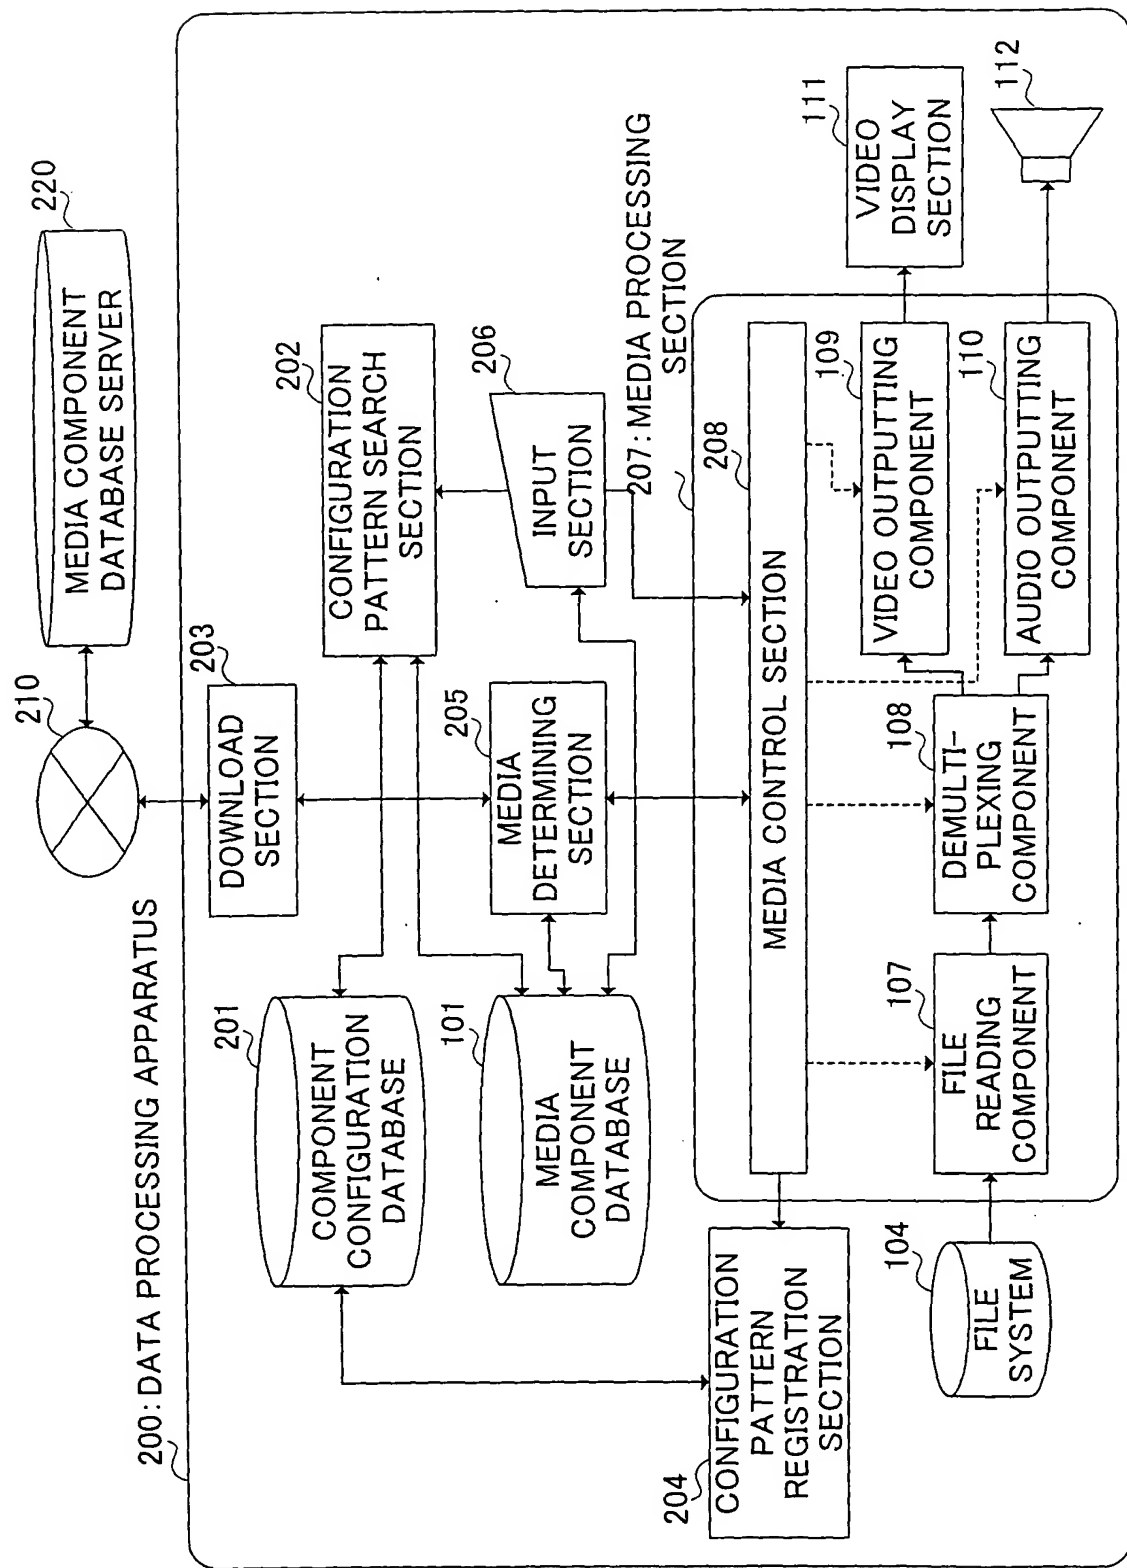 200:DATA PROCESSING APPARATUS
210
220
MEDIA COMPONENT
DATABASE SERVER
203
DOWNLOAD
SECTION
202
CONFIGURATION
PATTERN SEARCH
SECTION
201
COMPONENT
CONFIGURATION
DATABASE
205
MEDIA
DETERMINING
SECTION
206
INPUT
SECTION
101
MEDIA
COMPONENT
DATABASE
207:MEDIA PROCESSING
SECTION
208
MEDIA CONTROL SECTION
204
CONFIGURATION
PATTERN
REGISTRATION
SECTION
104
FILE
SYSTEM
107
FILE
READING
COMPONENT
108
DEMULTI-
PLEXING
COMPONENT
109
VIDEO OUTPUTTING
COMPONENT
110
AUDIO OUTPUTTING
COMPONENT
111
VIDEO
DISPLAY
SECTION
112